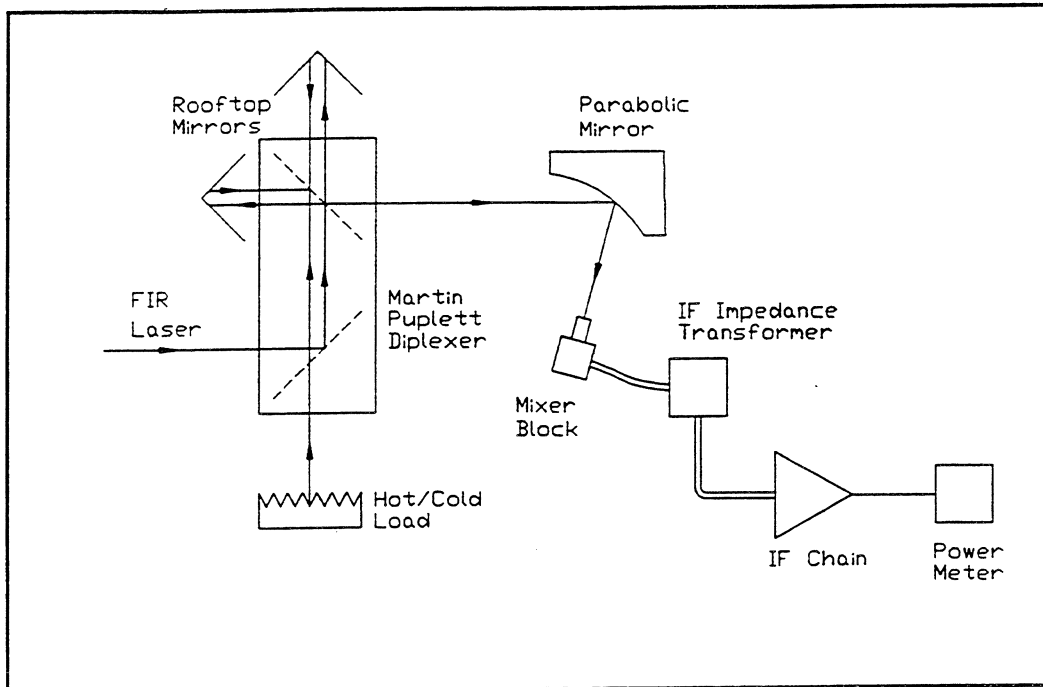 Rooftop
Mirrors
Parabolic
Mirror
FIR
Laser
Martin
Puplett
Diplexer
IF Impedance
Transformer
Mixer
Block
Hot/Cold
Load
IF Chain
Power
Meter